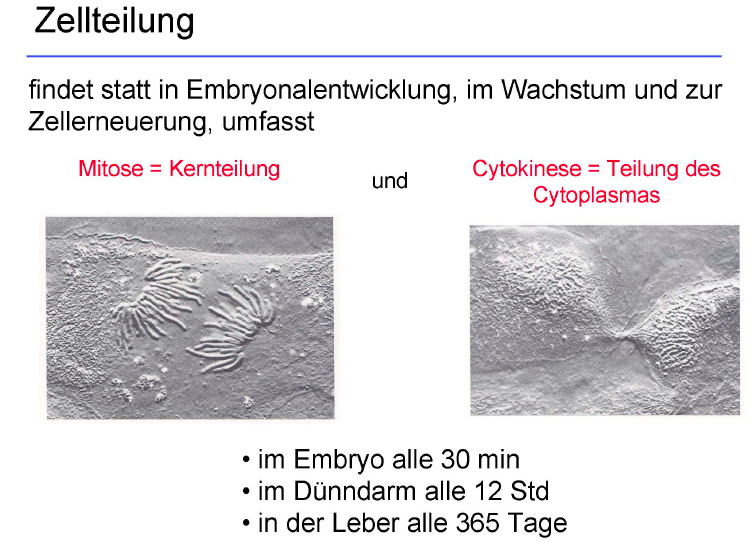 Zellteilung
findet statt in Embryonalentwicklung, im Wachstum und zur
Zellerneuerung, umfasst
Mitose = Kernteilung
und
Cytokinese = Teilung des
Cytoplasmas
• im Embryo alle 30 min
• im Dünndarm alle 12 Std
• in der Leber alle 365 Tage